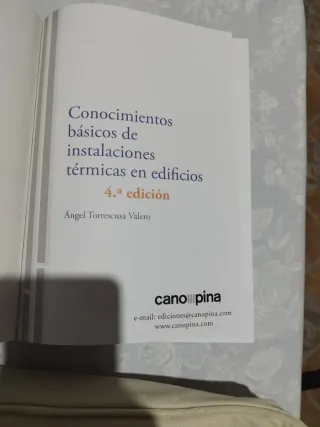 Conocimientos
básicos de
instalaciones
térmicas en edificios
4.ª edición
Ángel Torrescusa Valero
canopina
e-mail: ediciones@canopina.com
www.canopina.com